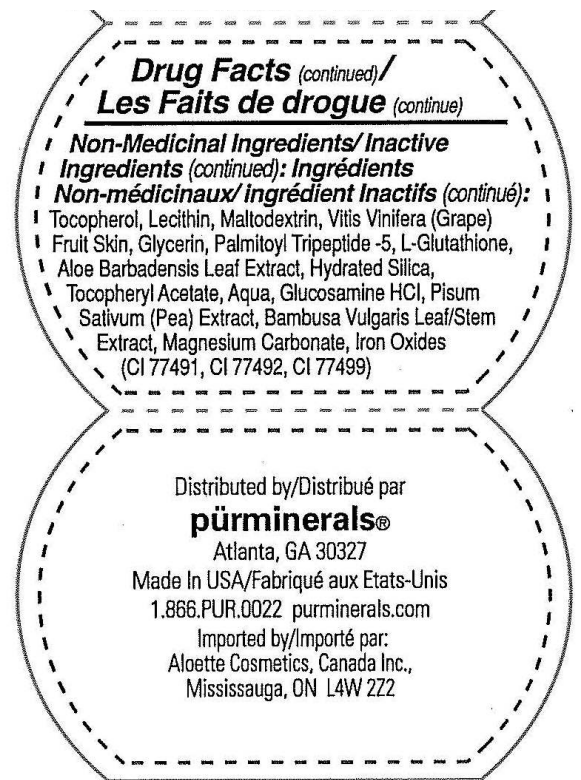 Drug Facts (continued)/
Les Faits de drogue (continue)
Non-Medicinal Ingredients/Inactive
Ingredients (continued): Ingrédients
Non-médicinaux/ingrédient Inactifs (continué):
Tocopherol, Lecithin, Maltodextrin, Vitis Vinifera (Grape)
Fruit Skin, Glycerin, Palmitoyl Tripeptide -5, L-Glutathione,
Aloe Barbadensis Leaf Extract, Hydrated Silica,
Tocopheryl Acetate, Aqua, Glucosamine HCl, Pisum
Sativum (Pea) Extract, Bambusa Vulgaris Leaf/Stem
Extract, Magnesium Carbonate, Iron Oxides
(CI 77491, CI 77492, CI 77499)
Distributed by/Distribué par
pürminerals®
Atlanta, GA 30327
Made In USA/Fabriqué aux Etats-Unis
1.866.PUR.0022 purminerals.com
Imported by/Importé par:
Aloette Cosmetics, Canada Inc.,
Mississauga, ON L4W 2Z2